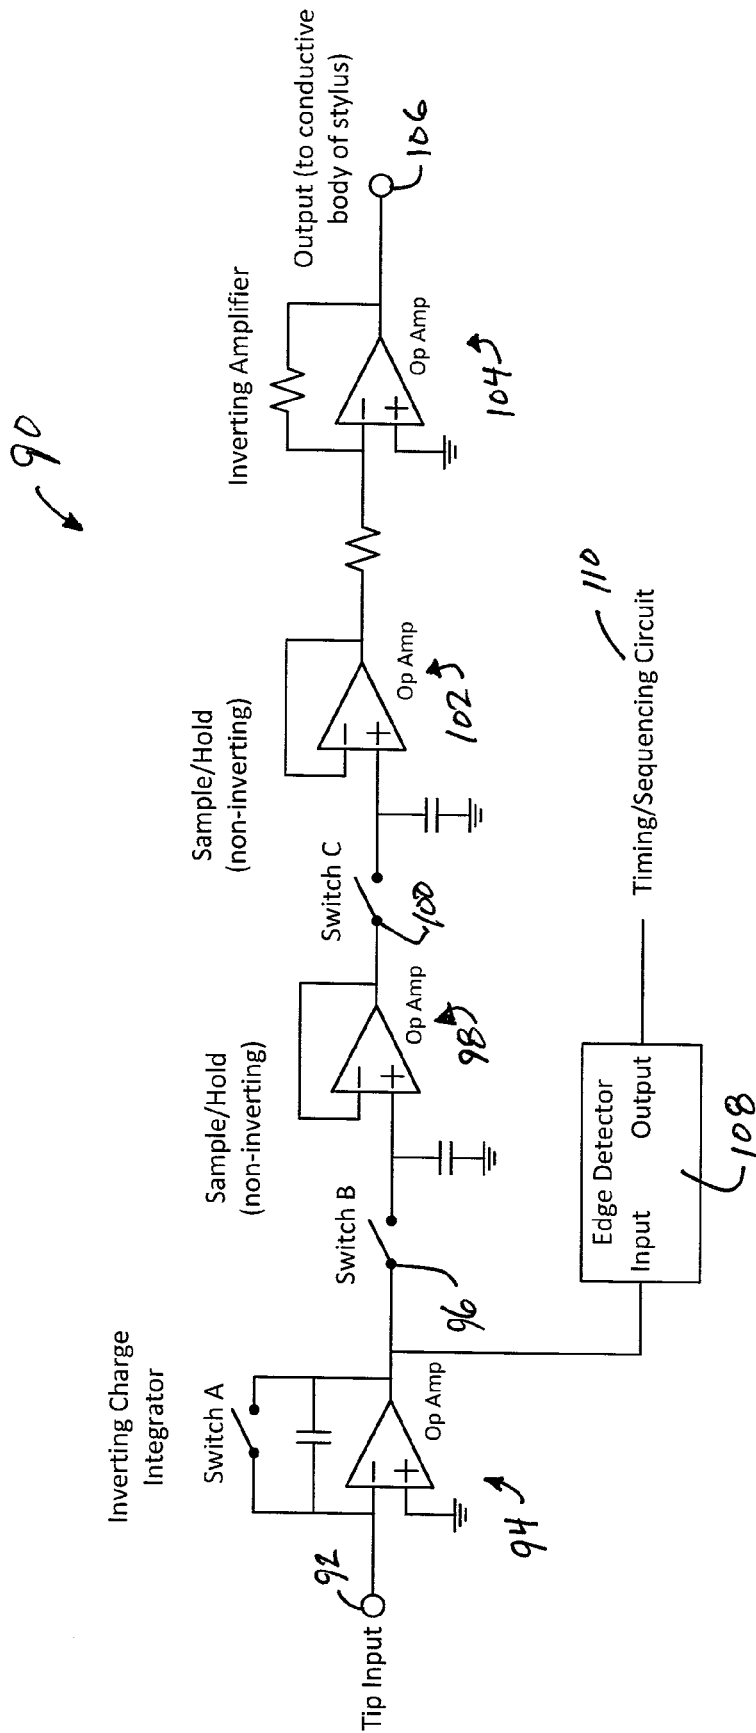 90
Inverting Charge
Integrator
Switch A
Tip Input
92
−
+
Op Amp
94
Switch B
96
Sample/Hold
(non-inverting)
−
+
Op Amp
98
Switch C
100
Sample/Hold
(non-inverting)
−
+
Op Amp
102
Inverting Amplifier
−
+
Op Amp
104
Output (to conductive
body of stylus)
106
Edge Detector
Input Output
108
Timing/Sequencing Circuit
110